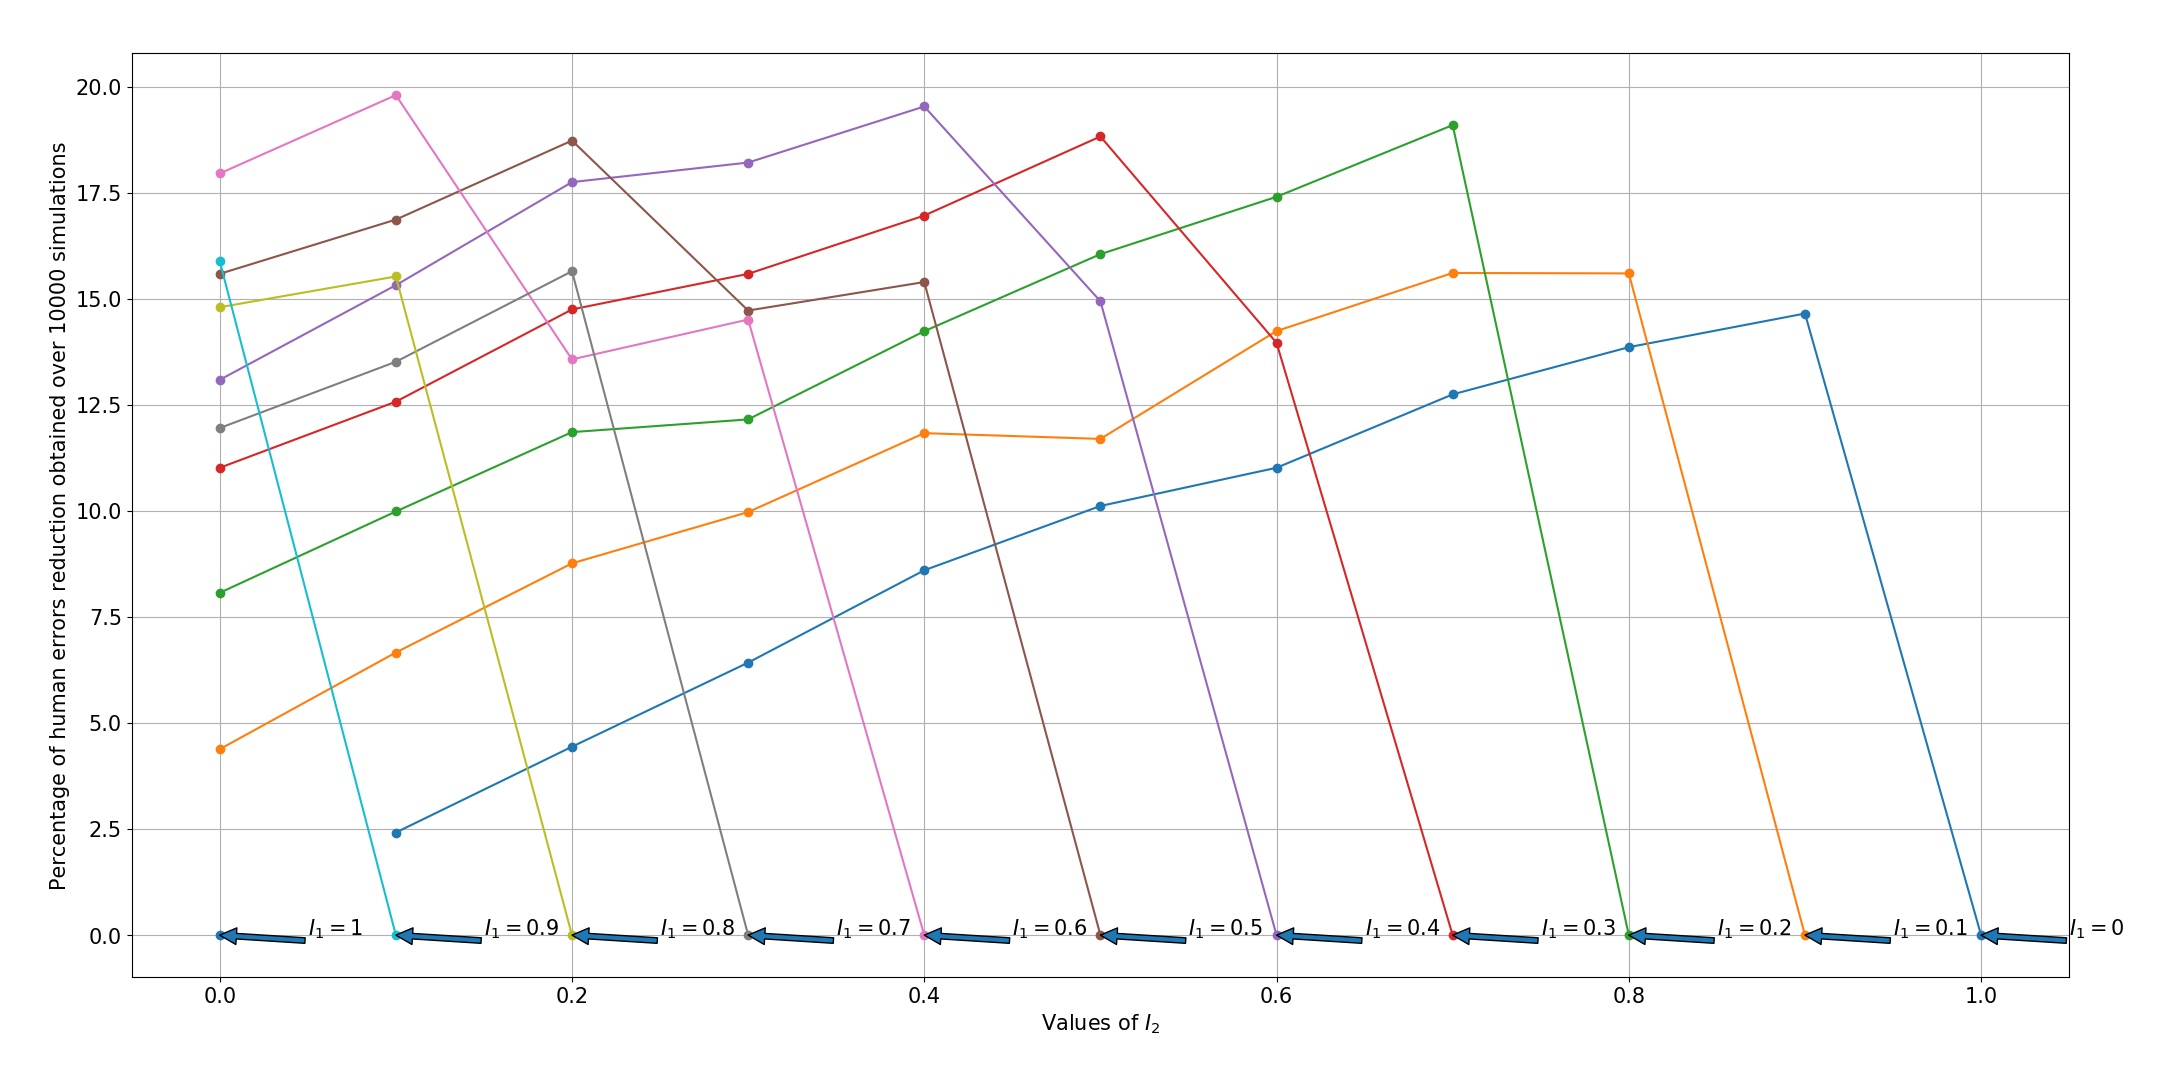 Percentage of human errors reduction obtained over 10000 simulations
20.0
17.5
15.0
12.5
10.0
7.5
5.0
2.5
0.0
I₁ = 1
I₁ = 0.9
I₁ = 0.8
I₁ = 0.7
I₁ = 0.6
I₁ = 0.5
I₁ = 0.4
I₁ = 0.3
I₁ = 0.2
I₁ = 0.1
I₁ = 0
0.0 0.2 0.4 0.6 0.8 1.0
Values of I₂